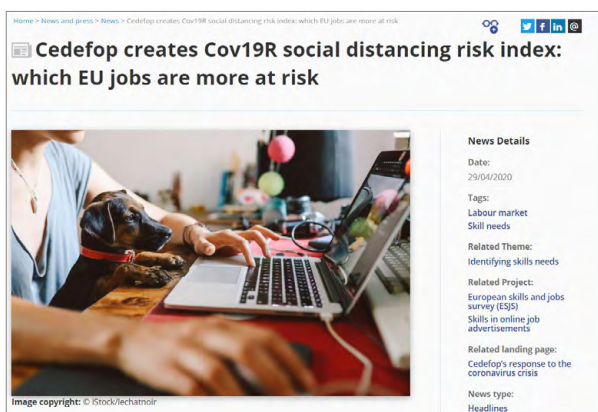 Home > News and press > News > Cedefop creates Cov19R social distancing risk index: which EU jobs are more at risk
Cedefop creates Cov19R social distancing risk index:
which EU jobs are more at risk
News Details
Date:
29/04/2020
Tags:
Labour market
Skill needs
Related Theme:
Identifying skills needs
Related Project:
European skills and jobs
survey (ESJS)
Skills in online job
advertisements
Related landing page:
Cedefop's response to the
coronavirus crisis
News type:
Headlines
Image copyright: © iStock/lechatnoir